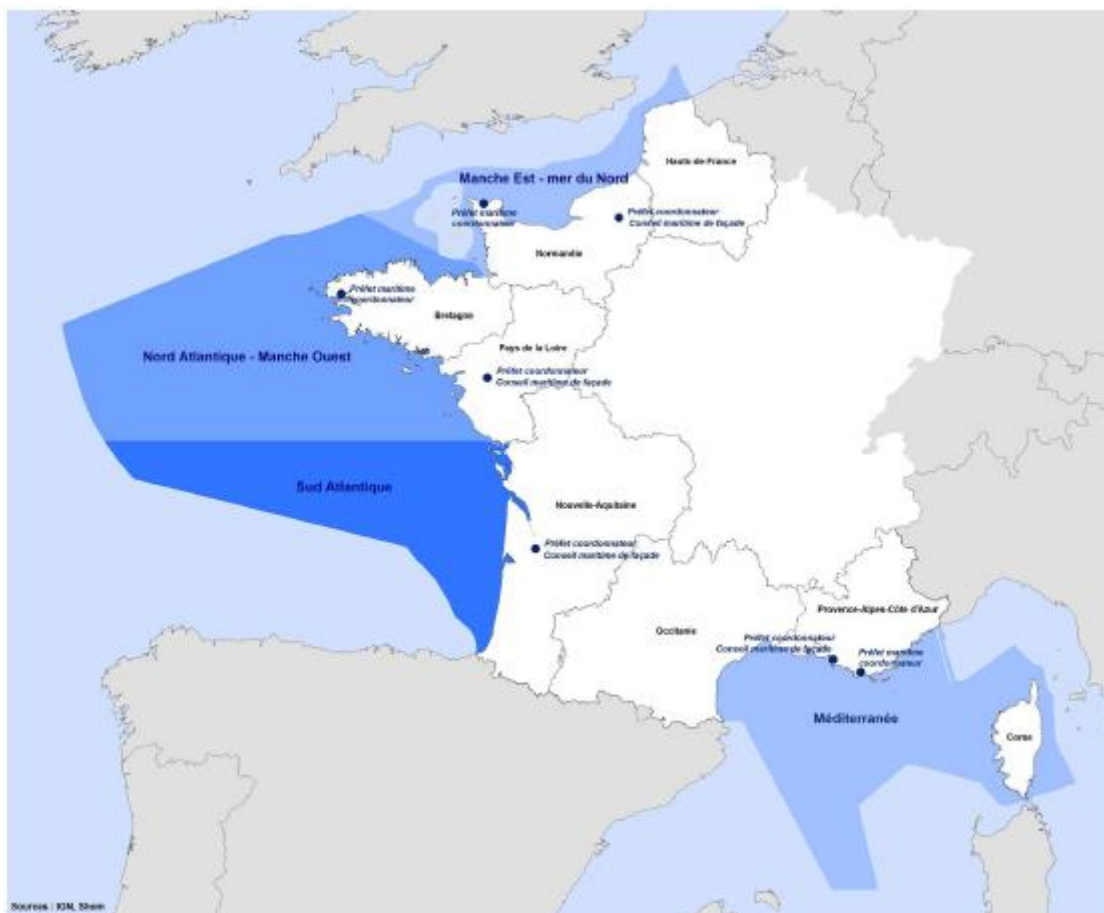 Hauts-de-France
Manche Est - mer du Nord
Préfet maritime
coordonnateur
Préfet coordonnateur
Conseil maritime de façade
Normandie
Préfet maritime
coordonnateur
Bretagne
Pays de la Loire
Nord Atlantique - Manche Ouest
Préfet coordonnateur
Conseil maritime de façade
Sud Atlantique
Nouvelle-Aquitaine
Préfet coordonnateur
Conseil maritime de façade
Provence-Alpes-Côte d'Azur
Occitanie
Préfet coordonnateur
Conseil maritime de façade
Préfet maritime
coordonnateur
Méditerranée
Corse
Sources : IGN, Shom